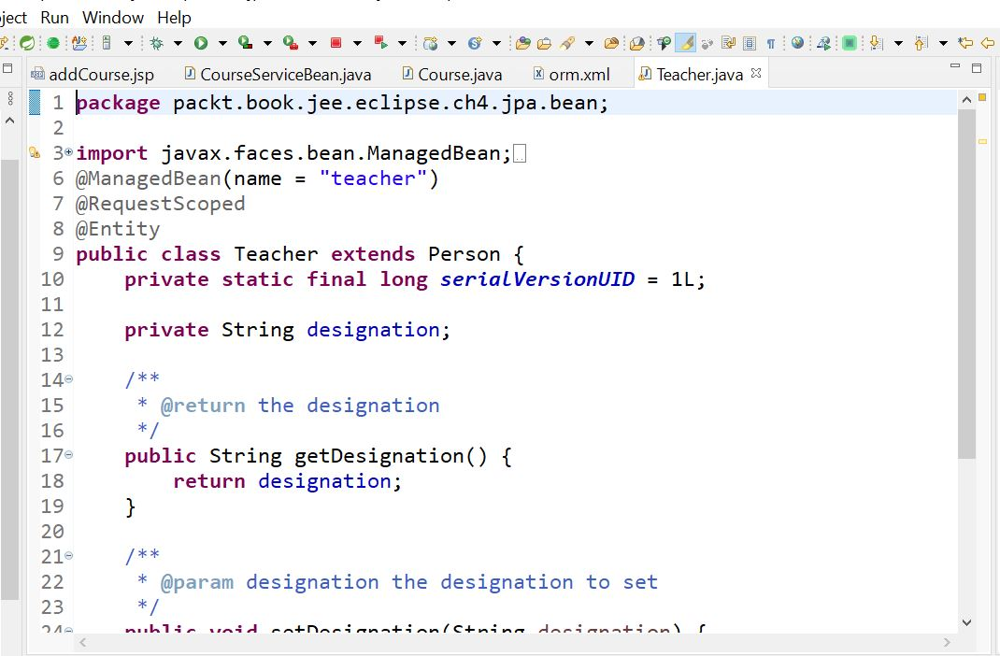 ject Run Window Help
addCourse.jsp CourseServiceBean.java Course.java orm.xml Teacher.java
1 package packt.book.jee.eclipse.ch4.jpa.bean;
2
3 import javax.faces.bean.ManagedBean;
6 @ManagedBean(name = "teacher")
7 @RequestScoped
8 @Entity
9 public class Teacher extends Person {
10 private static final long serialVersionUID = 1L;
11
12 private String designation;
13
14 /**
15 * @return the designation
16 */
17 public String getDesignation() {
18 return designation;
19 }
20
21 /**
22 * @param designation the designation to set
23 */
24 public void setDesignation(String designation) {